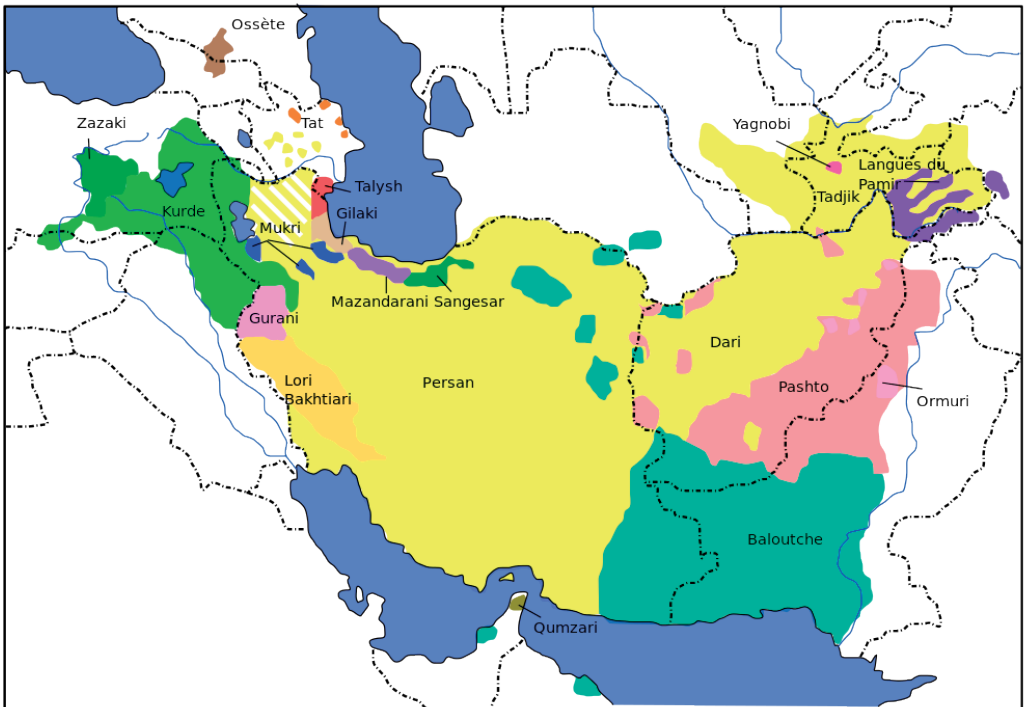 Ossète
Zazaki
Tat
Yagnobi
Langues du
Pamir
Talysh
Tadjik
Kurde
Gilaki
Mukri
Mazandarani Sangesar
Gurani
Dari
Lori
Bakhtiari
Persan
Pashto
Ormuri
Baloutche
Qumzari